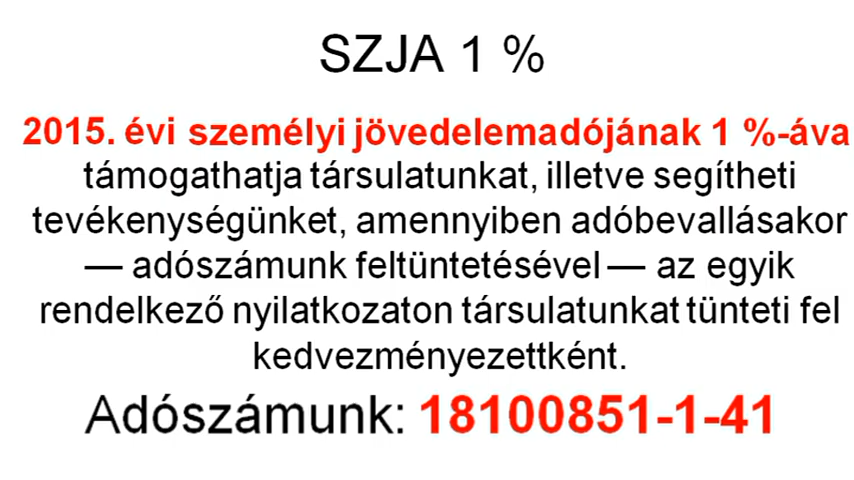 SZJA 1 %
2015. évi személyi jövedelemadójának 1 %-áva
támogathatja társulatunkat, illetve segítheti
tevékenységünket, amennyiben adóbevallásakor
— adószámunk feltüntetésével — az egyik
rendelkező nyilatkozaton társulatunkat tünteti fel
kedvezményezettként.
Adószámunk: 18100851-1-41